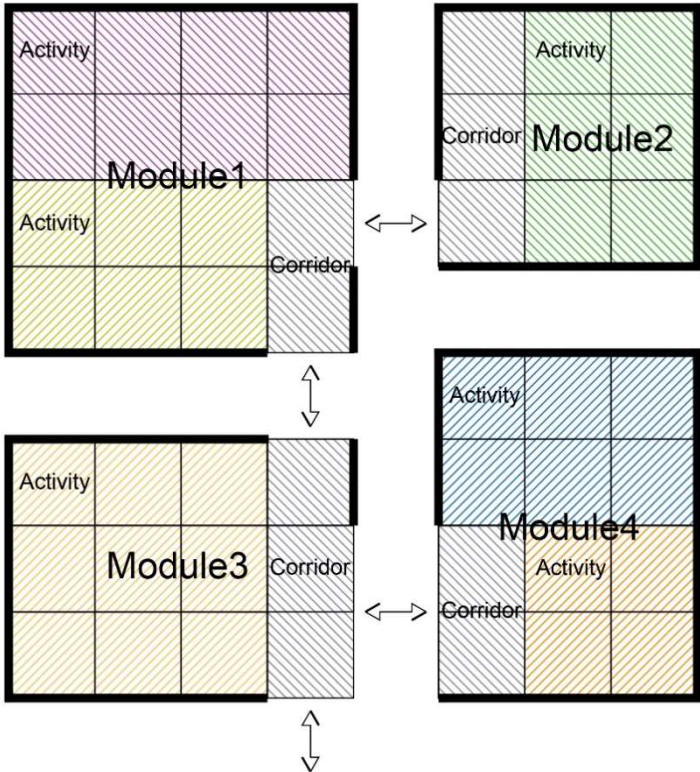 Activity
Module1
Activity
Corridor
Activity
Corridor
Module2
Activity
Module3
Corridor
Activity
Module4
Activity
Corridor